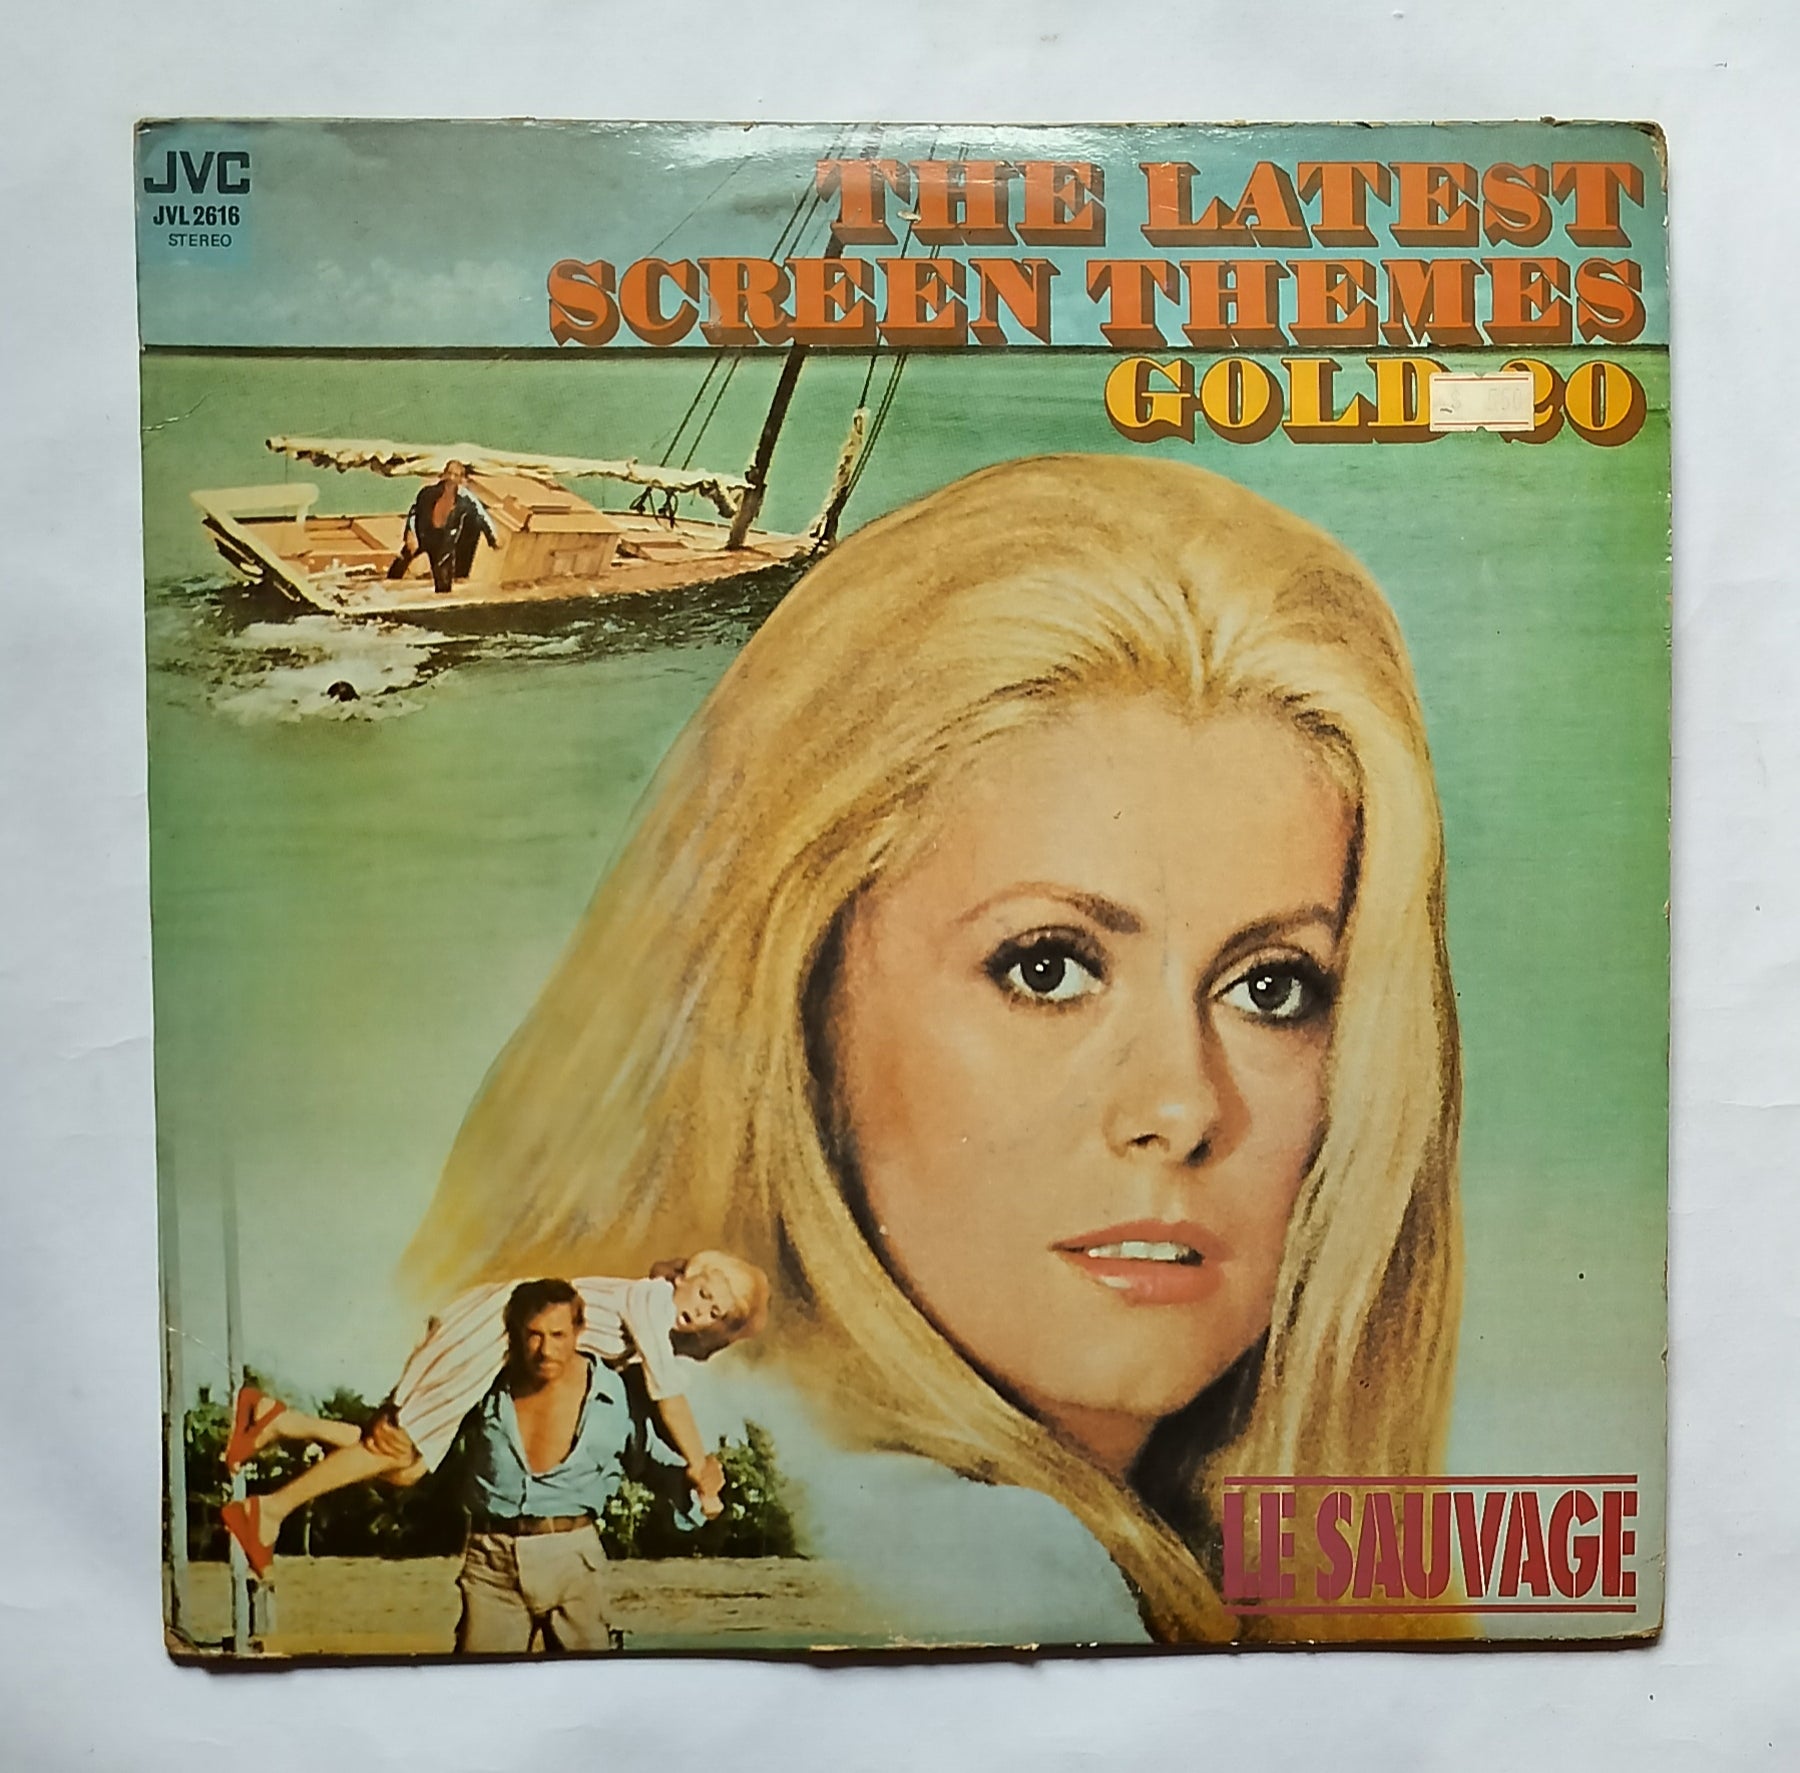 JVC
JVL 2616
STEREO
THE LATEST
SCREEN THEMES
GOLD 20
LE SAUVAGE